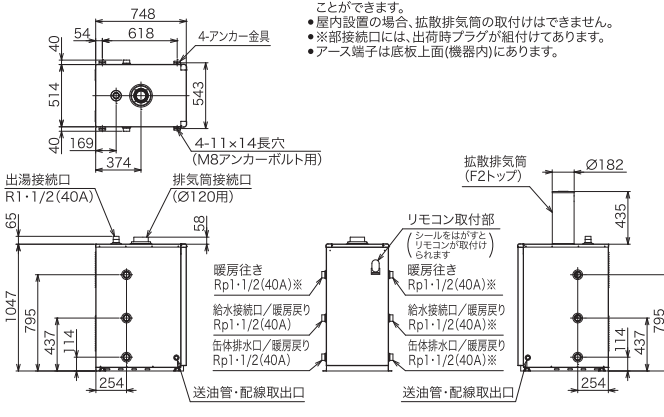 ことができます。
●屋内設置の場合、拡散排気筒の取付けはできません。
●※部接続口には、出荷時プラグが組付けてあります。
●アース端子は底板上面(機器内)にあります。
748
54
618
4-アンカー金具
40
514
40
543
169
374
4-11×14長穴
(M8アンカーボルト用)
出湯接続口
R1・1/2(40A)
排気筒接続口
(Ø120用)
65
58
1047
795
437
114
254
送油管・配線取出口
リモコン取付部
(シールをはがすと
リモコンが取付け
られます)
暖房往き
Rp1・1/2(40A)※
給水接続口/暖房戻り
Rp1・1/2(40A)
缶体排水口/暖房戻り
Rp1・1/2(40A)
暖房往き
Rp1・1/2(40A)※
給水接続口/暖房戻り
Rp1・1/2(40A)※
缶体排水口/暖房戻り
Rp1・1/2(40A)※
拡散排気筒
(F2トップ)
Ø182
435
795
437
114
254
送油管・配線取出口